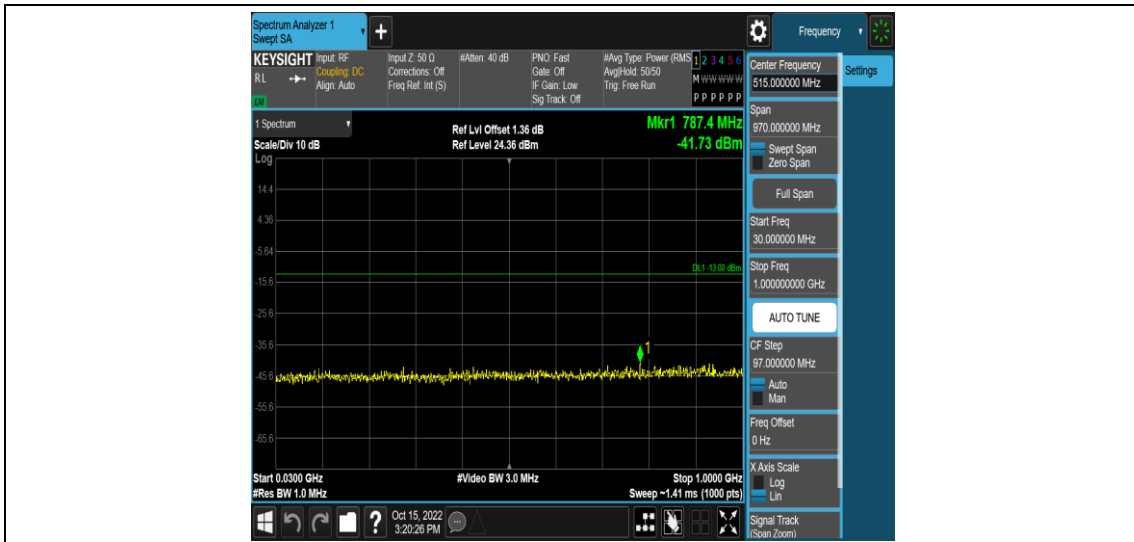 Spectrum Analyzer 1
Swept SA
Frequency
KEYSIGHT
RL
LM
Input: RF
Coupling: DC
Align: Auto
Input Z: 50 Ω
Corrections: Off
Freq Ref: Int (S)
#Atten: 40 dB
PNO: Fast
Gate: Off
IF Gain: Low
Sig Track: Off
#Avg Type: Power (RMS
Avg|Hold: 50/50
Trig: Free Run
1 2 3 4 5 6
M W W W W W
P P P P P P
1 Spectrum
Scale/Div 10 dB
Ref Lvl Offset 1.36 dB
Ref Level 24.36 dBm
Mkr1 787.4 MHz
-41.73 dBm
Log
14.4
4.36
-5.64
DL1 -13.00 dBm
-15.6
-25.6
-35.6
1
-45.6
-55.6
-65.6
Start 0.0300 GHz
#Res BW 1.0 MHz
#Video BW 3.0 MHz
Stop 1.0000 GHz
Sweep ~1.41 ms (1000 pts)
?
Oct 15, 2022
3:20:26 PM
Center Frequency
515.000000 MHz
Settings
Span
970.000000 MHz
Swept Span
Zero Span
Full Span
Start Freq
30.000000 MHz
Stop Freq
1.000000000 GHz
AUTO TUNE
CF Step
97.000000 MHz
Auto
Man
Freq Offset
0 Hz
X Axis Scale
Log
Lin
Signal Track
(Span Zoom)